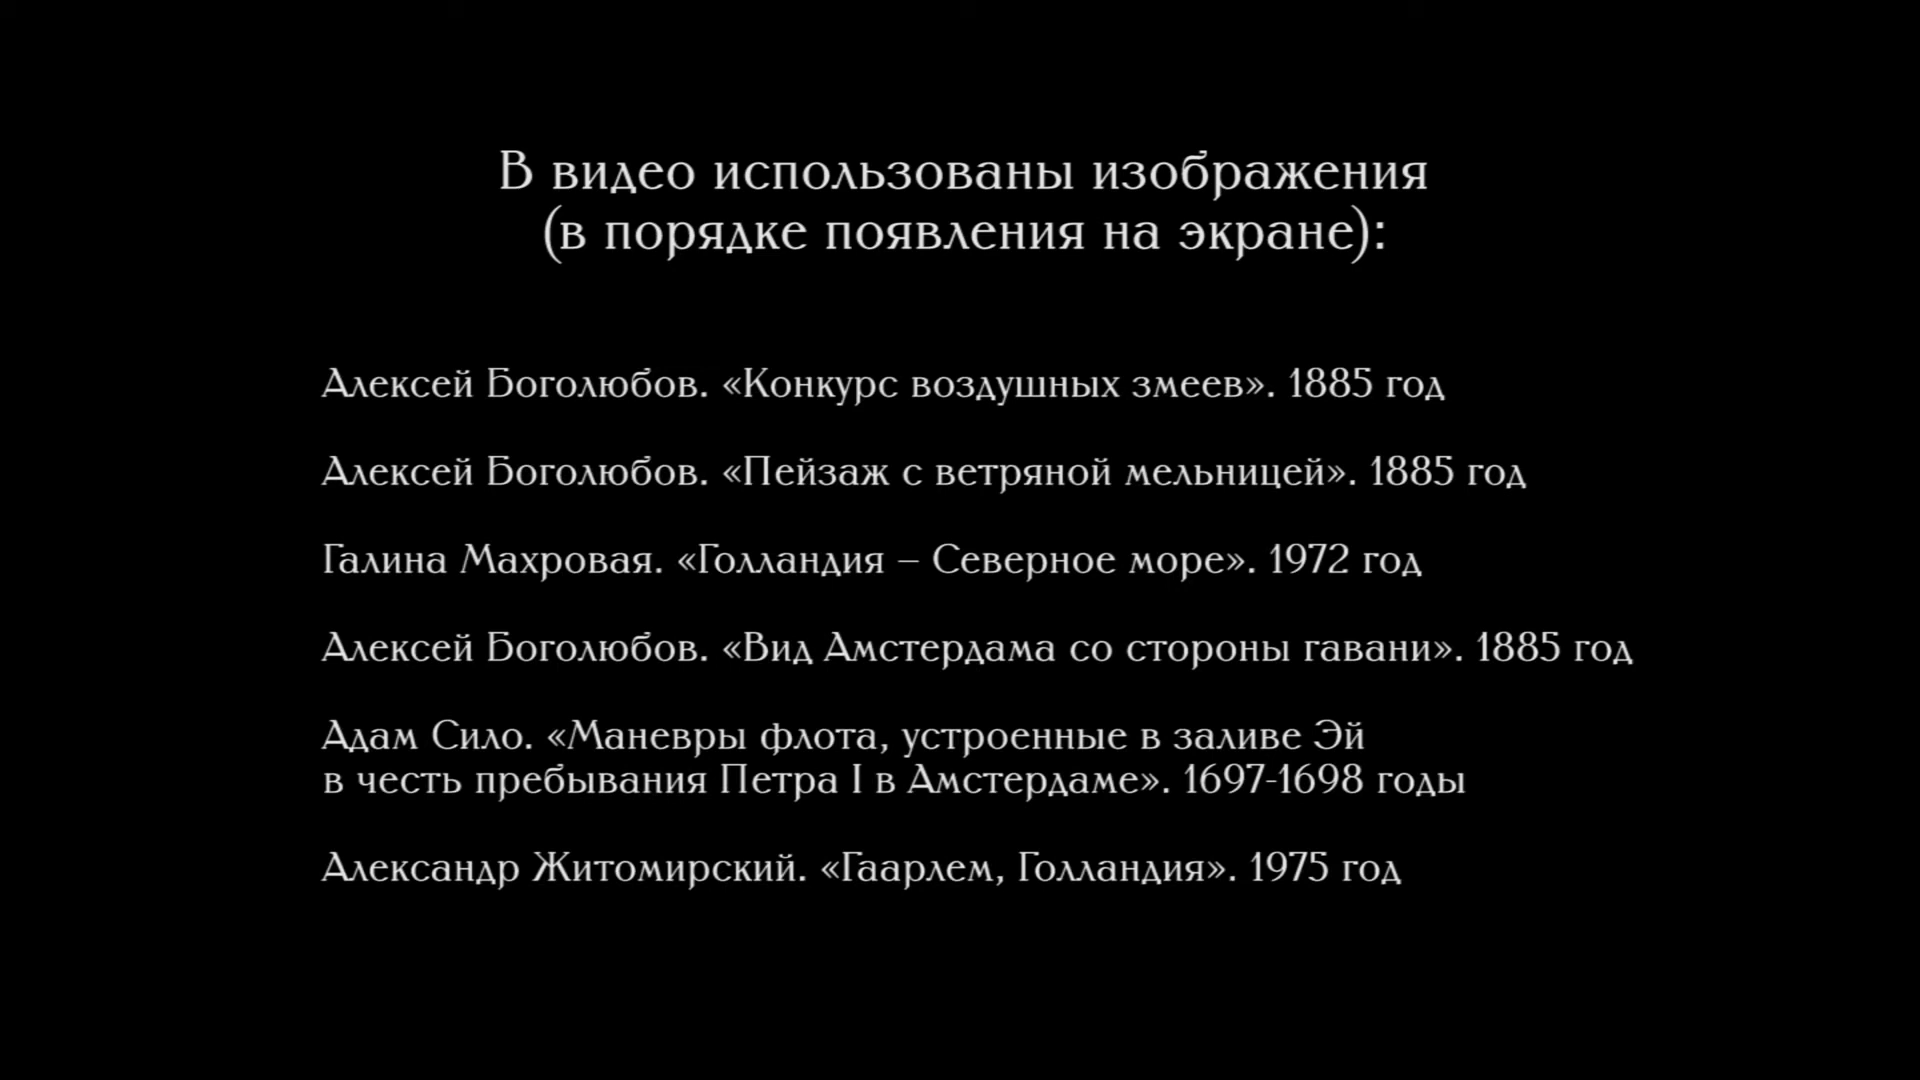 В видео использованы изображения
(в порядке появления на экране):
Алексей Боголюбов. «Конкурс воздушных змеев». 1885 год
Алексей Боголюбов. «Пейзаж с ветряной мельницей». 1885 год
Галина Махровая. «Голландия – Северное море». 1972 год
Алексей Боголюбов. «Вид Амстердама со стороны гавани». 1885 год
Адам Сило. «Маневры флота, устроенные в заливе Эй
в честь пребывания Петра I в Амстердаме». 1697-1698 годы
Александр Житомирский. «Гаарлем, Голландия». 1975 год